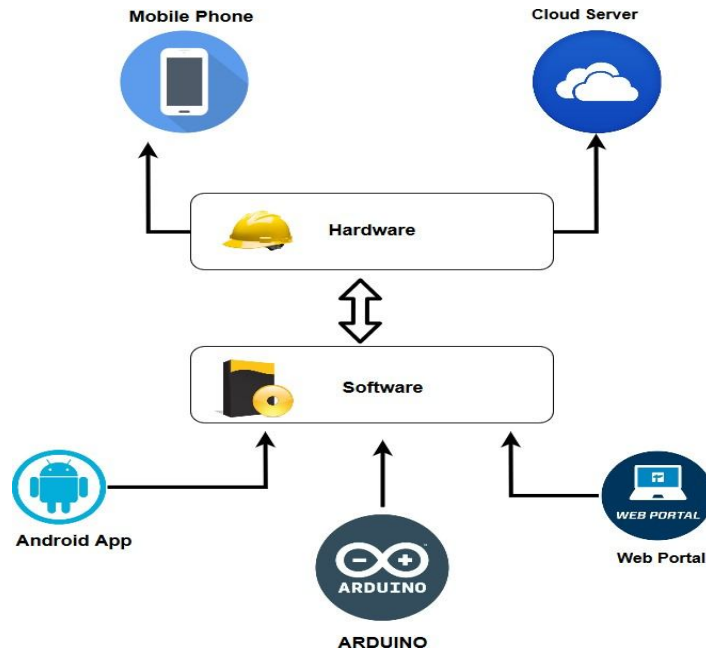 Mobile Phone
Cloud Server
Hardware
Software
Android App
WEB PORTAL
Web Portal
ARDUINO
ARDUINO